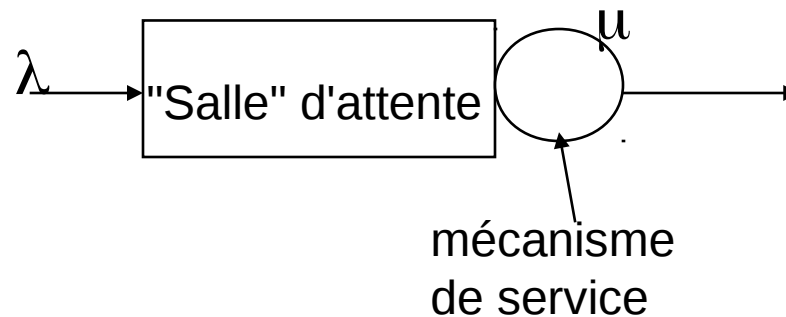 λ
"Salle" d'attente
μ
mécanisme
de service